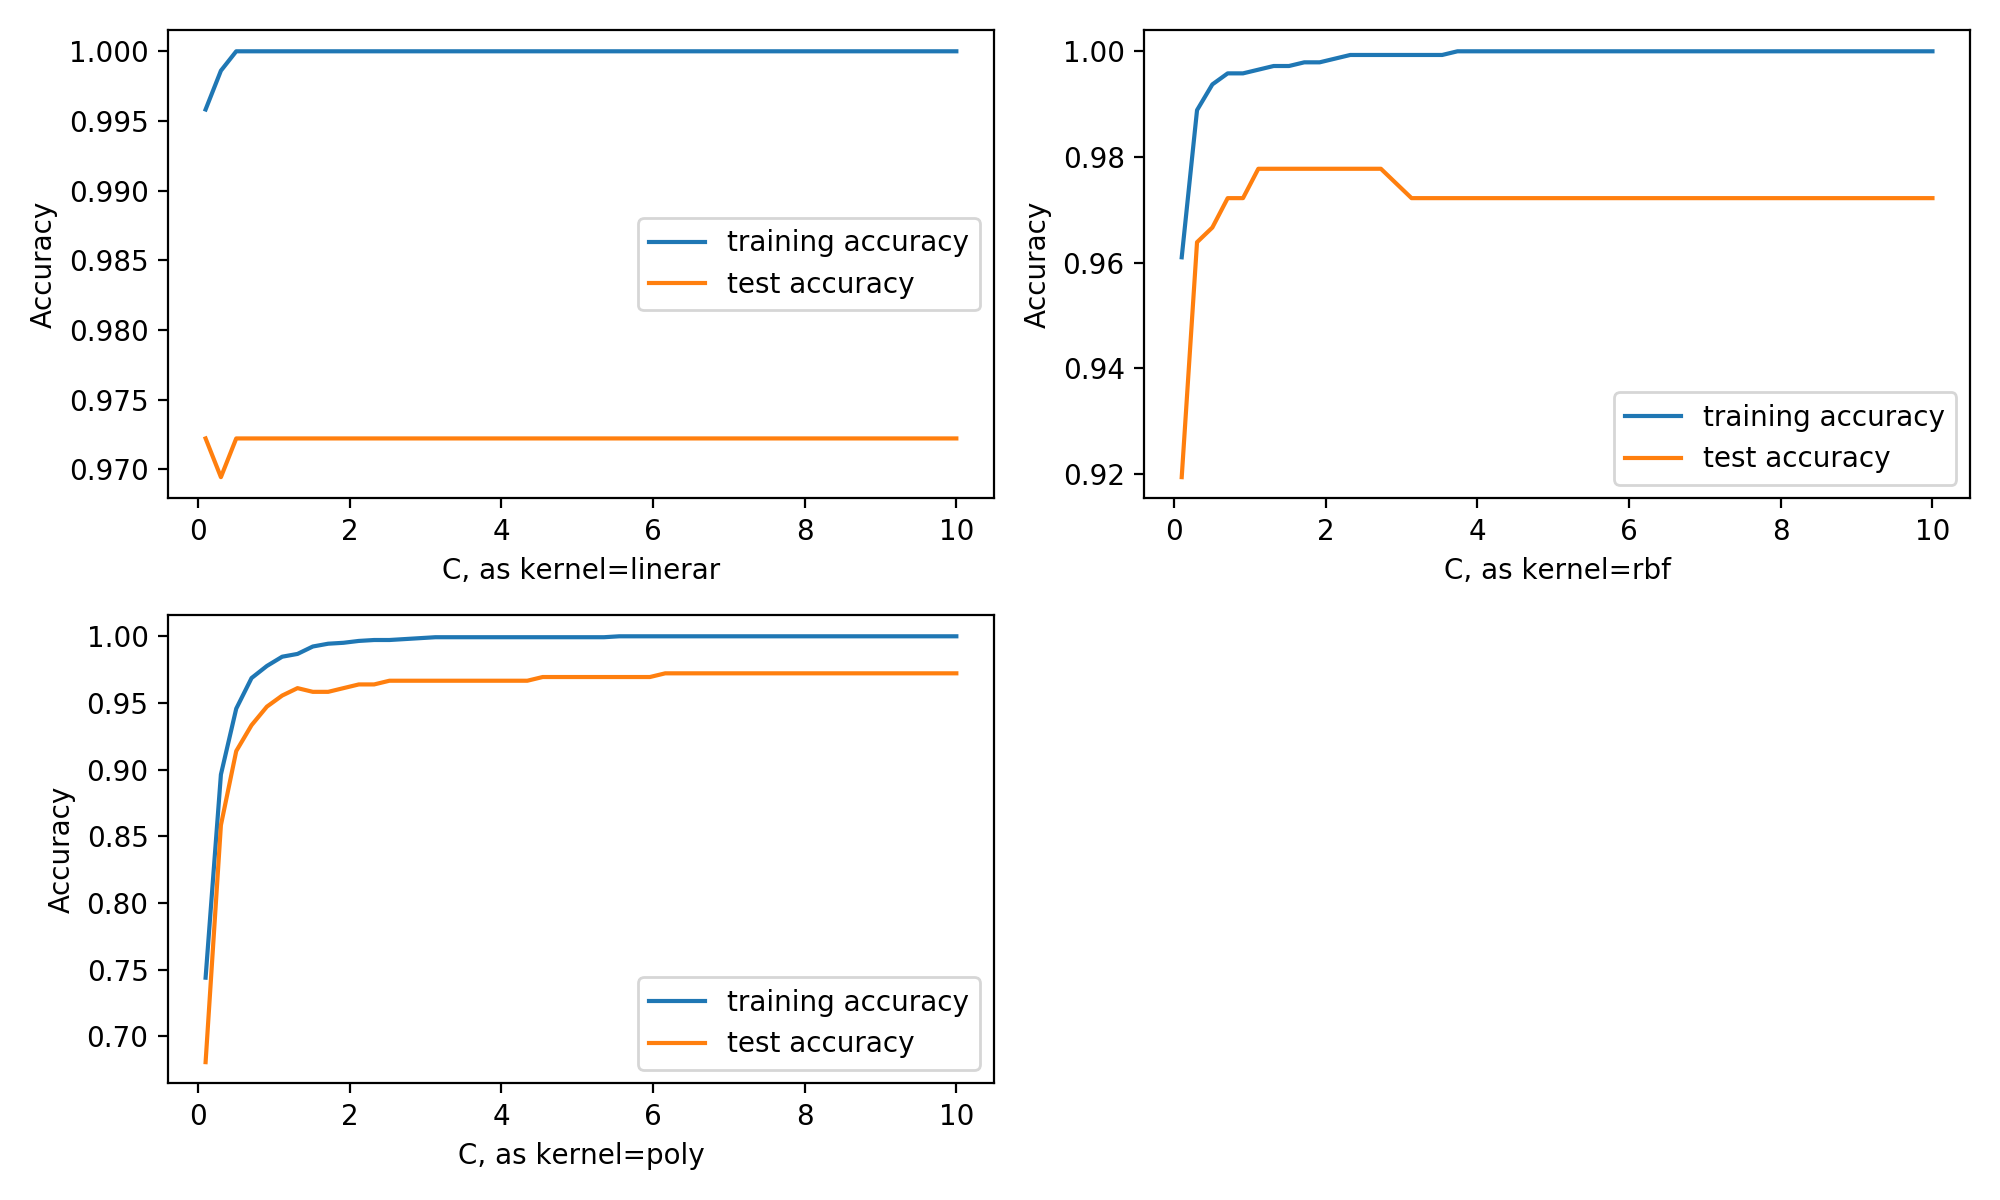 1.000
0.995
0.990
0.985
0.980
0.975
0.970
Accuracy
training accuracy
test accuracy
0 2 4 6 8 10
C, as kernel=linerar
1.00
0.98
0.96
0.94
0.92
Accuracy
training accuracy
test accuracy
0 2 4 6 8 10
C, as kernel=rbf
1.00
0.95
0.90
0.85
0.80
0.75
0.70
Accuracy
training accuracy
test accuracy
0 2 4 6 8 10
C, as kernel=poly